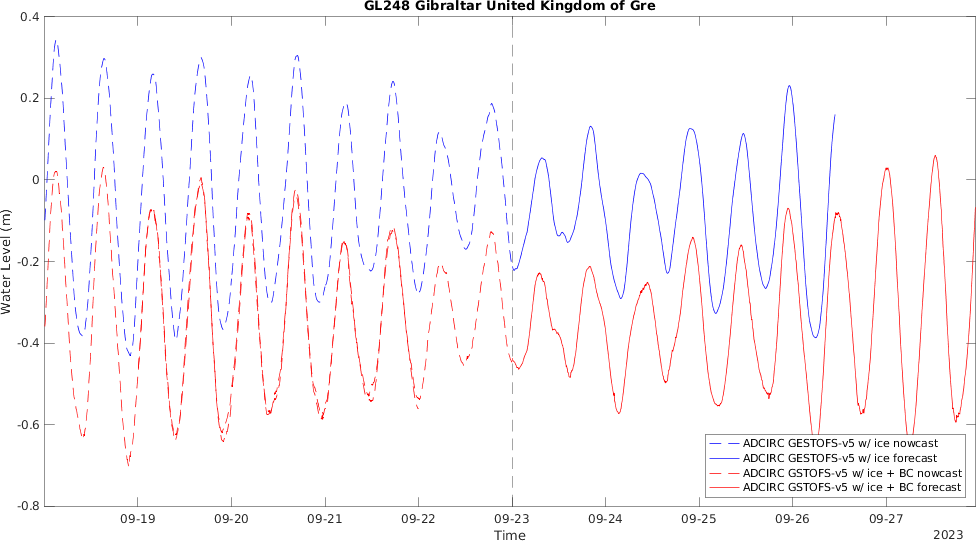 GL248 Gibraltar United Kingdom of Gre
0.4
0.2
0
-0.2
-0.4
-0.6
-0.8
Water Level (m)
09-19 09-20 09-21 09-22 09-23 09-24 09-25 09-26 09-27
Time
2023
ADCIRC GESTOFS-v5 w/ ice nowcast
ADCIRC GESTOFS-v5 w/ ice forecast
ADCIRC GSTOFS-v5 w/ ice + BC nowcast
ADCIRC GSTOFS-v5 w/ ice + BC forecast